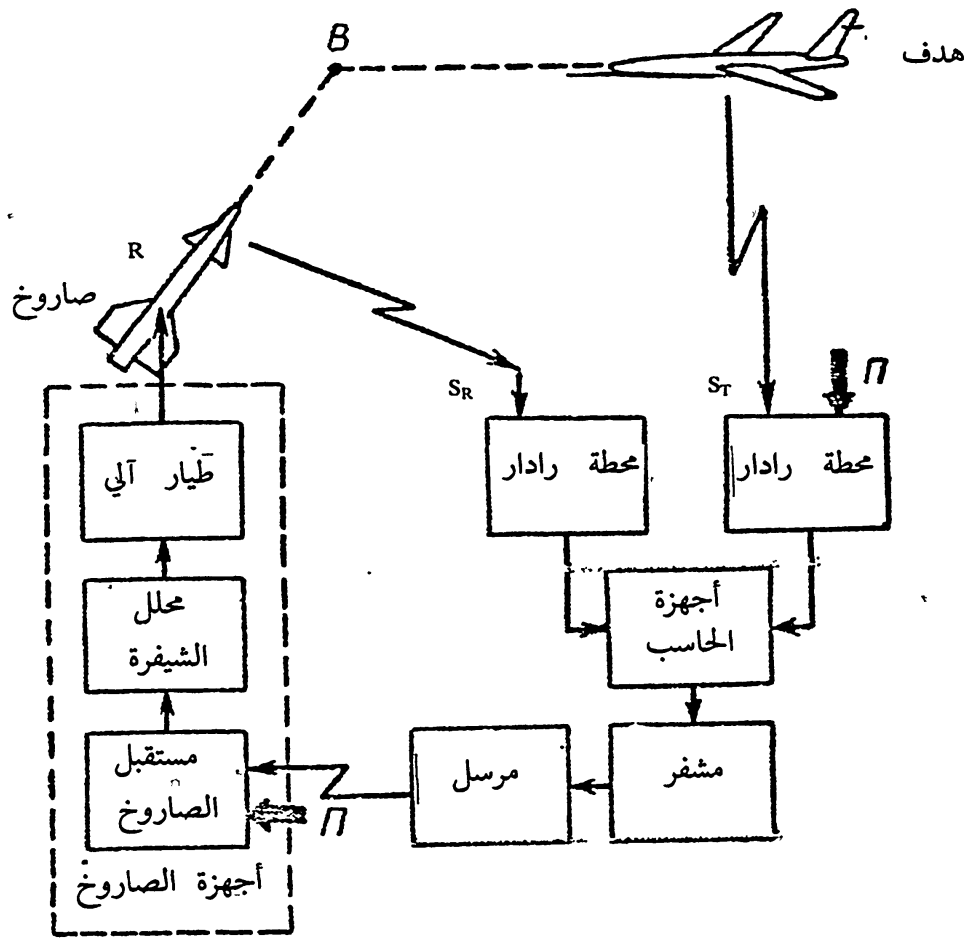 B
هدف
R
صاروخ
S_R
S_T
П
محطة رادار
محطة رادار
طيار آلي
أجهزة
الحاسب
محلل
الشيفرة
مستقبل
الصاروخ
مرسل
مشفر
П
أجهزة الصاروخ